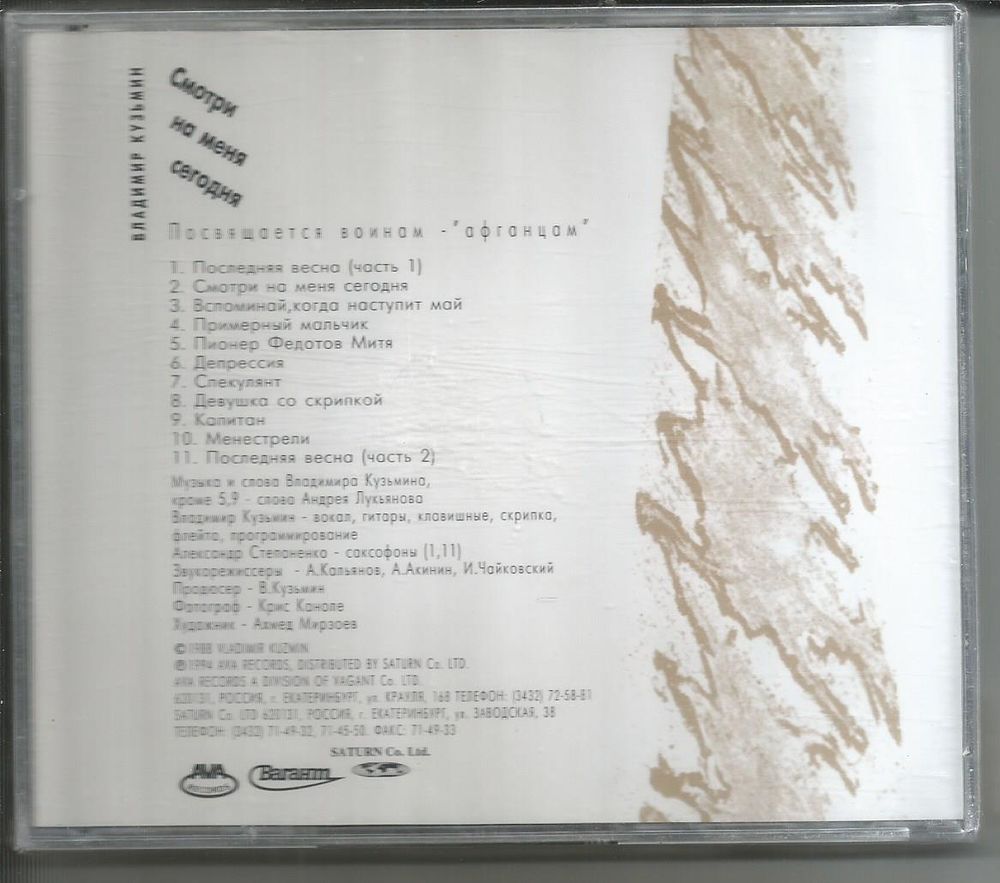 ВЛАДИМИР КУЗЬМИН
Смотри
на меня
сегодня
Посвящается воинам -"афганцам"
1. Последняя весна (часть 1)
2. Смотри на меня сегодня
3. Вспоминай,когда наступит май
4. Примерный мальчик
5. Пионер Федотов Митя
6. Депрессия
7. Спекулянт
8. Девушка со скрипкой
9. Капитан
10. Менестрели
11. Последняя весна (часть 2)
Музыка и слова Владимира Кузьмина,
кроме 5,9 - слова Андрея Лукьянова
Владимир Кузьмин - вокал, гитары, клавишные, скрипка,
флейта, программирование
Александр Степаненко - саксофоны (1,11)
Звукорежиссеры - А.Кальянов, А.Акинин, И.Чайковский
Продюсер - В.Кузьмин
Фотограф - Крис Канопе
Художник - Ахмед Мирзоев
© 1988 VLADIMIR KUZMIN
℗ 1994 AVA RECORDS, DISTRIBUTED BY SATURN Co. LTD.
AVA RECORDS A DIVISION OF VAGANT Co. LTD.
620131, РОССИЯ, г. ЕКАТЕРИНБУРГ, ул. КРАУЛЯ, 168 ТЕЛЕФОН: (3432) 72-58-81
SATURN Co. LTD 620131, РОССИЯ, г. ЕКАТЕРИНБУРГ, ул. ЗАВОДСКАЯ, 38
ТЕЛЕФОН: (3432) 71-49-32, 71-45-50. ФАКС: 71-49-33
SATURN Co. Ltd.
AVA
RECORDS
Вагант